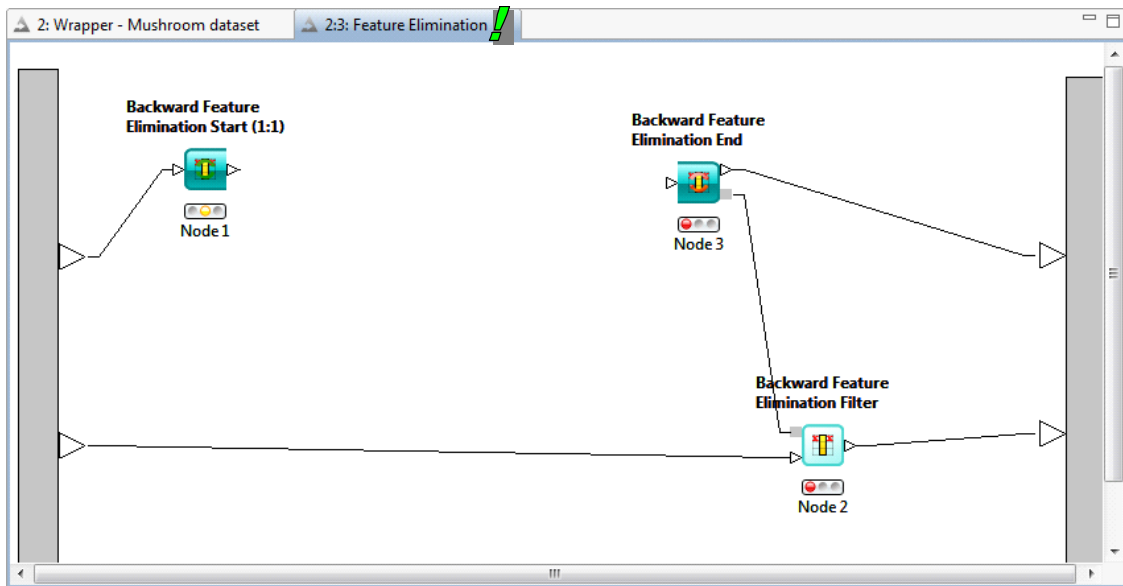 2: Wrapper - Mushroom dataset
2:3: Feature Elimination
Backward Feature
Elimination Start (1:1)
Node 1
Backward Feature
Elimination End
Node 3
Backward Feature
Elimination Filter
Node 2